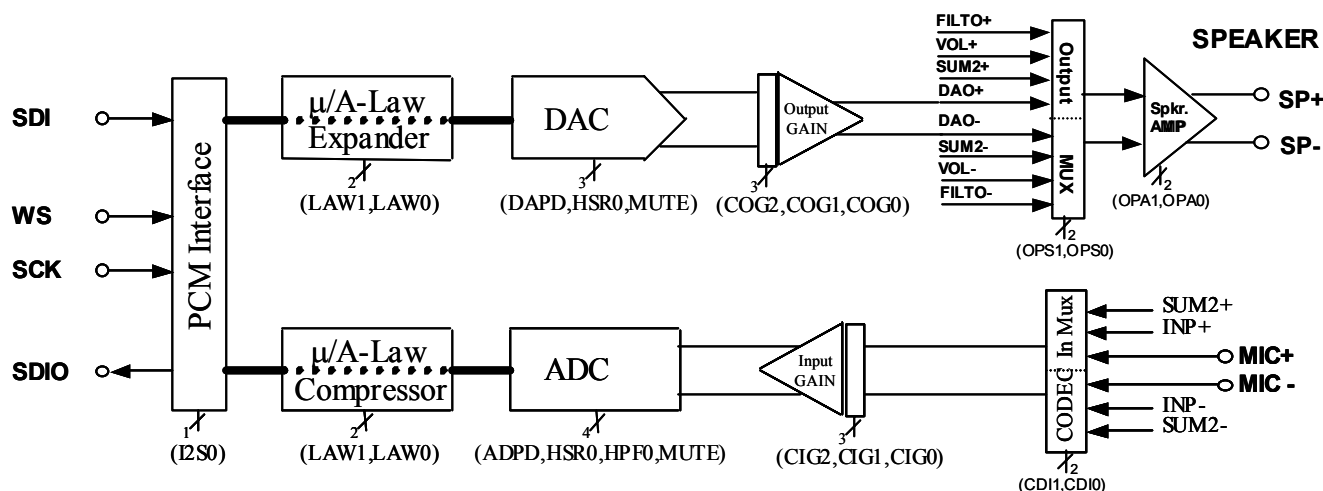 SPEAKER
FILTO+
VOL+
SUM2+
DAO+
DAO-
SUM2-
VOL-
FILTO-
Output
MUX
2
(OPS1,OPS0)
Spkr.
AMP
2
(OPA1,OPA0)
SP+
SP-
SDI
WS
SCK
SDIO
PCM Interface
1
(I2S0)
µ/A-Law
Expander
2
(LAW1,LAW0)
DAC
3
(DAPD,HSR0,MUTE)
Output
GAIN
3
(COG2,COG1,COG0)
µ/A-Law
Compressor
2
(LAW1,LAW0)
ADC
4
(ADPD,HSR0,HPF0,MUTE)
Input
GAIN
3
(CIG2,CIG1,CIG0)
CODEC In Mux
2
(CDI1,CDI0)
SUM2+
INP+
MIC+
MIC -
INP-
SUM2-